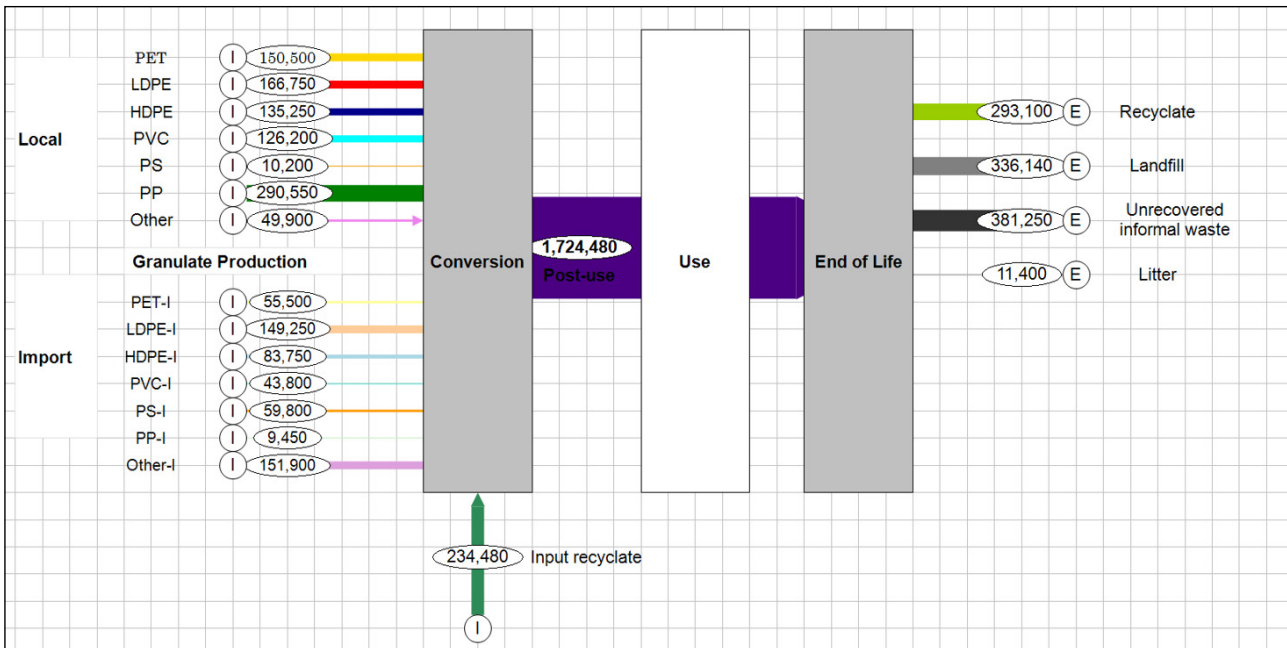 PET I 150,500
LDPE I 166,750
HDPE I 135,250
Local PVC I 126,200
PS I 10,200
PP I 290,550
Other I 49,900
293,100 E Recyclate
336,140 E Landfill
381,250 E Unrecovered
informal waste
11,400 E Litter
Granulate Production
Conversion
1,724,480
Post-use
Use
End of Life
PET-I I 55,500
LDPE-I I 149,250
Import HDPE-I I 83,750
PVC-I I 43,800
PS-I I 59,800
PP-I I 9,450
Other-I I 151,900
234,480 Input recyclate
I